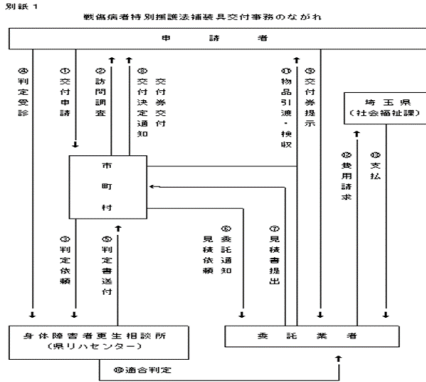 別紙１
戦傷病者特別援護法補装具交付事務のながれ
申請者
④判定受診
①交付申請
②訪問調査
⑧交付決定通知
交付券交付
⑪物品引渡・検収
⑨交付券提示
埼玉県
（社会福祉課）
市町村
⑫費用請求
⑬支払
③判定依頼
⑤判定書送付
⑥委託通知
見積依頼
⑦見積書提出
身体障害者更生相談所
（県リハセンター）
委託業者
⑩適合判定